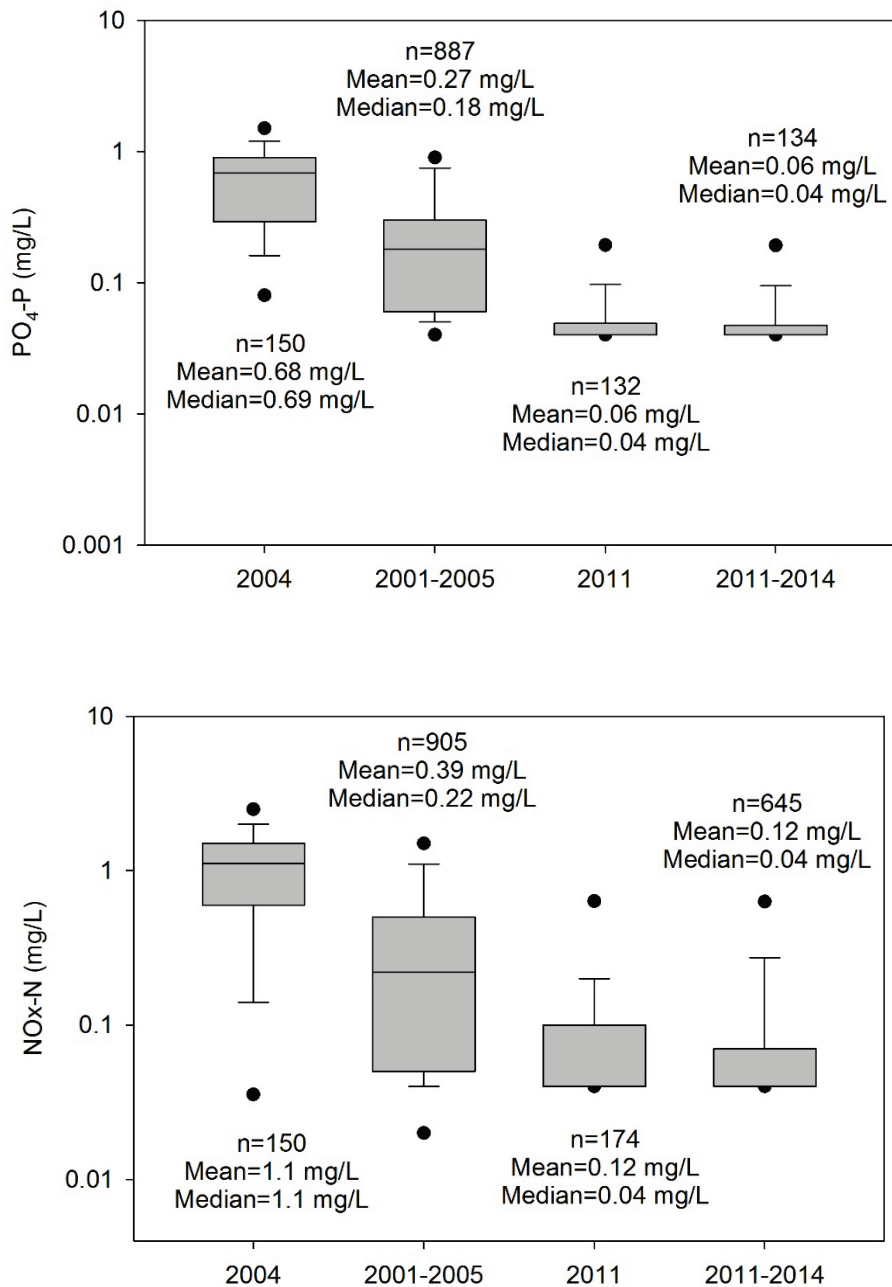 10
n=887
Mean=0.27 mg/L
Median=0.18 mg/L
1
n=134
Mean=0.06 mg/L
Median=0.04 mg/L
PO₄-P (mg/L)
0.1
n=150
Mean=0.68 mg/L
Median=0.69 mg/L
n=132
Mean=0.06 mg/L
Median=0.04 mg/L
0.01
0.001
2004 2001-2005 2011 2011-2014
10
n=905
Mean=0.39 mg/L
Median=0.22 mg/L
n=645
Mean=0.12 mg/L
Median=0.04 mg/L
1
NOx-N (mg/L)
0.1
n=150
Mean=1.1 mg/L
Median=1.1 mg/L
n=174
Mean=0.12 mg/L
Median=0.04 mg/L
0.01
2004 2001-2005 2011 2011-2014